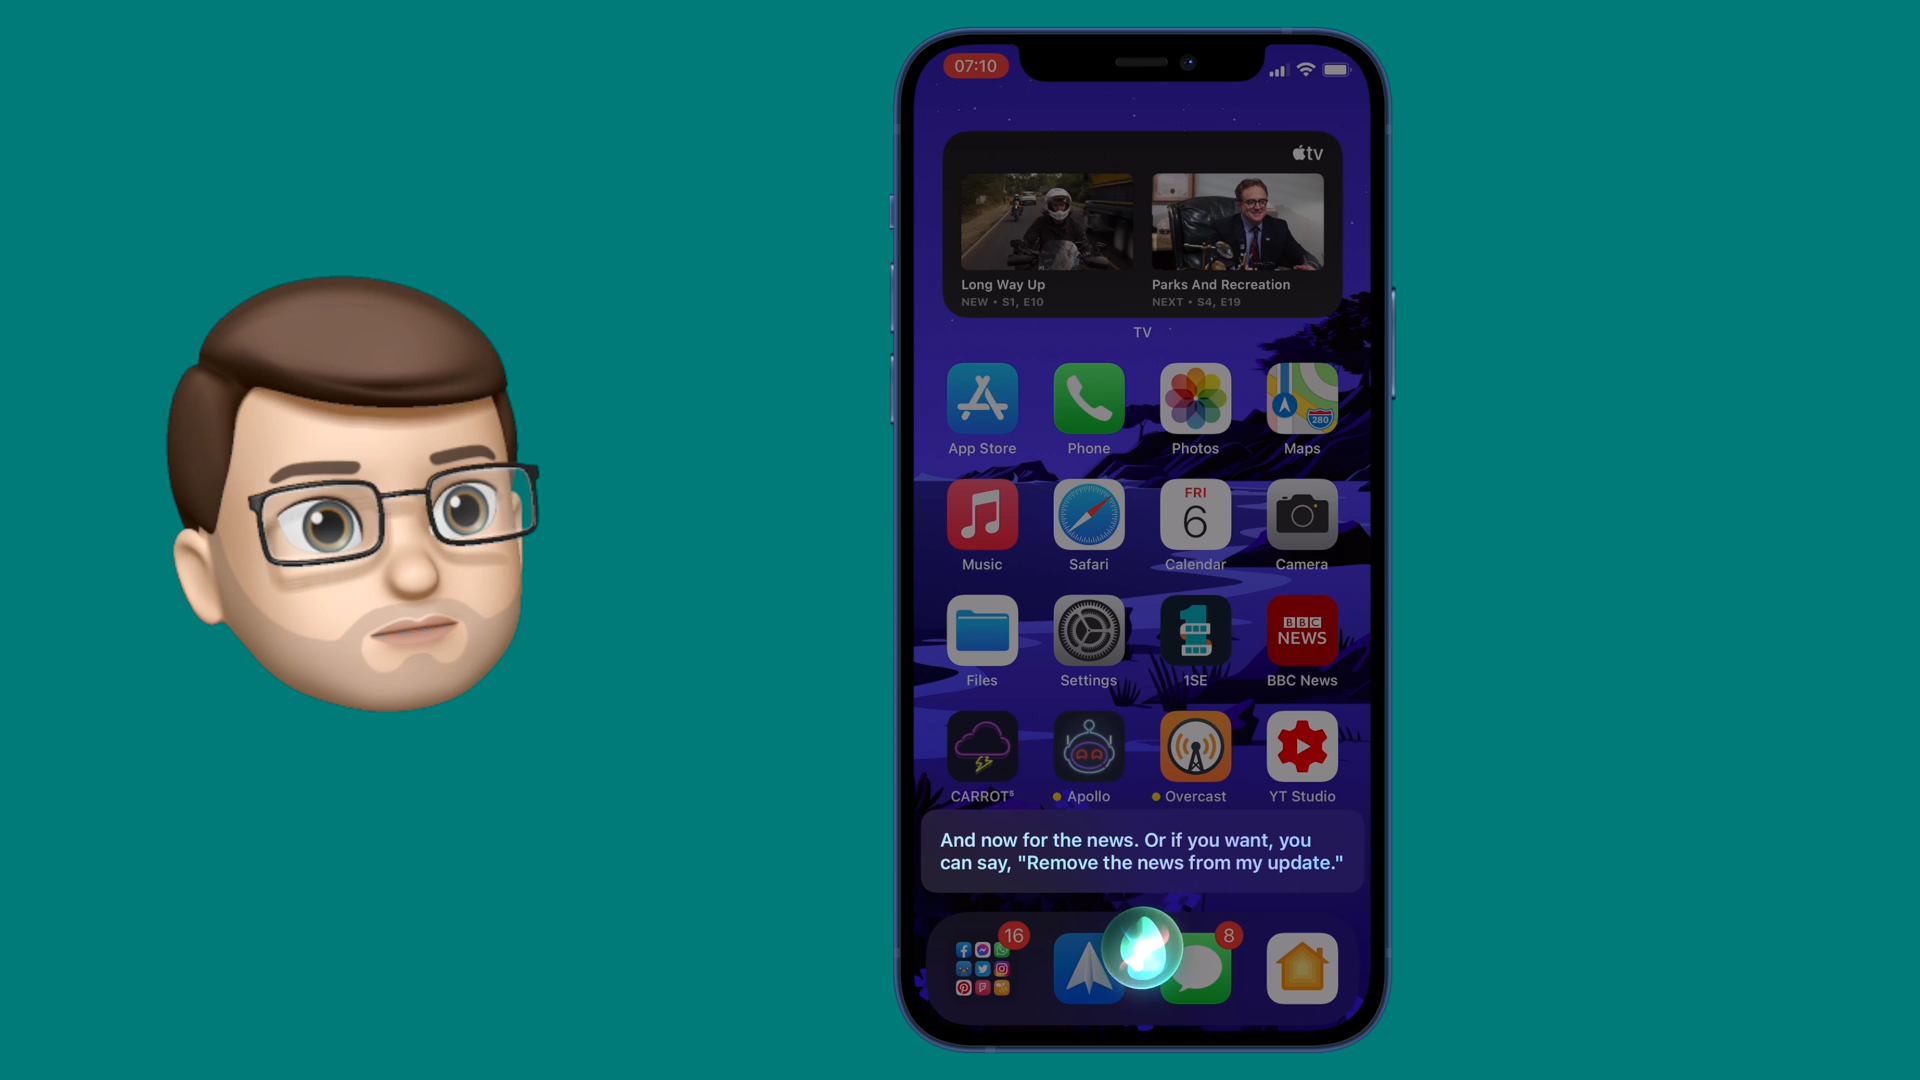 07:10
tv
Long Way Up
NEW • S1, E10
Parks And Recreation
NEXT • S4, E19
TV
App Store
Phone
Photos
280
Maps
Music
Safari
FRI
6
Calendar
Camera
Files
Settings
1
1SE
BBC
NEWS
BBC News
CARROT⁵
Apollo
Overcast
YT Studio
And now for the news. Or if you want, you
can say, "Remove the news from my update."
16
8